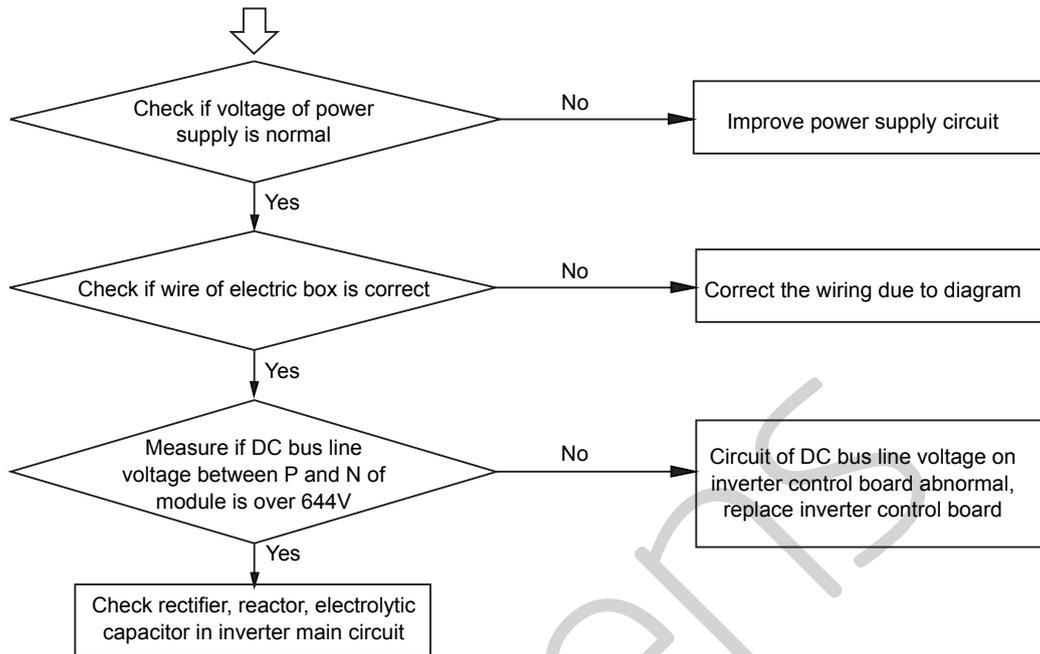 Check if voltage of power
supply is normal
No
Improve power supply circuit
Yes
Check if wire of electric box is correct
No
Correct the wiring due to diagram
Yes
Measure if DC bus line
voltage between P and N of
module is over 644V
No
Circuit of DC bus line voltage on
inverter control board abnormal,
replace inverter control board
Yes
Check rectifier, reactor, electrolytic
capacitor in inverter main circuit
ens